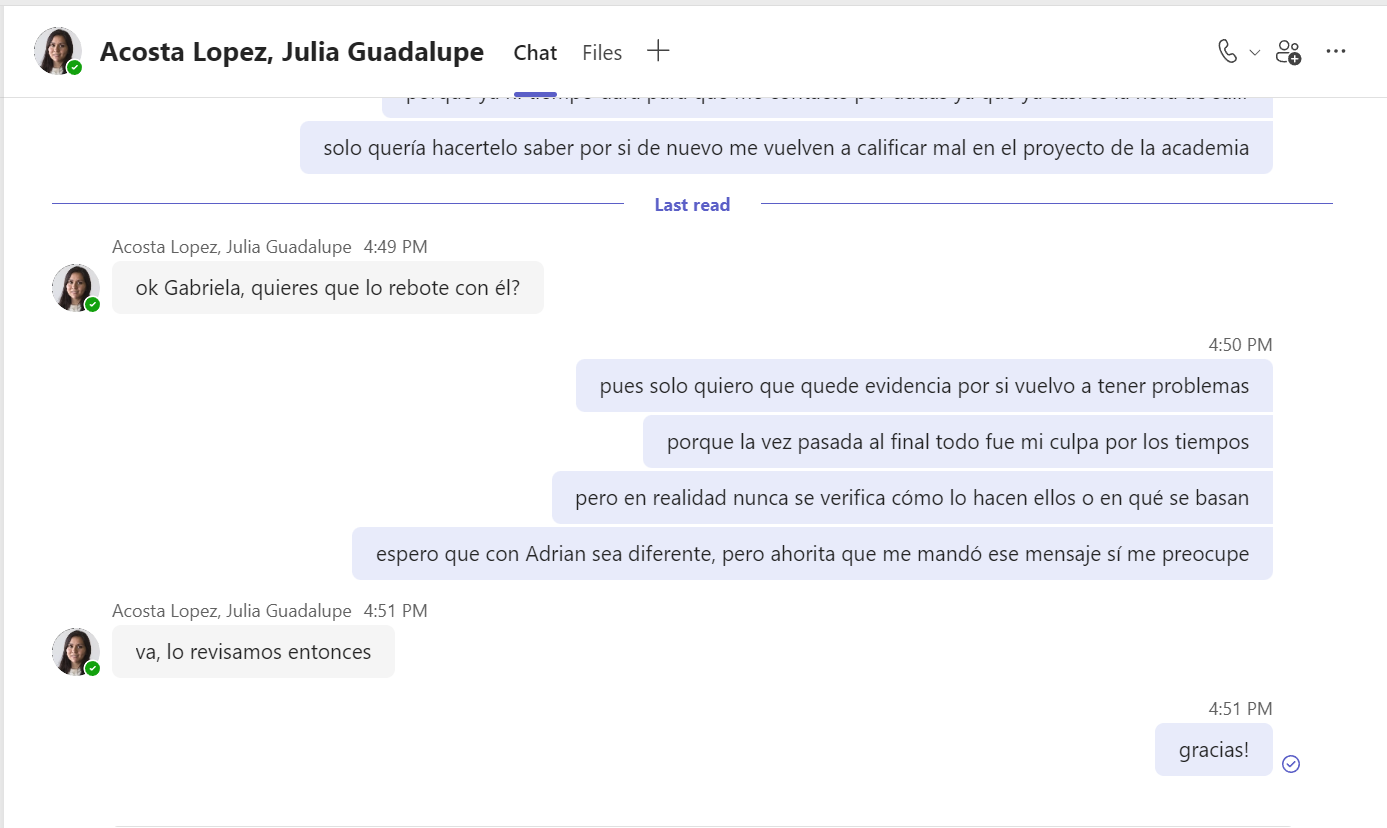 Acosta Lopez, Julia Guadalupe Chat Files
solo quería hacertelo saber por si de nuevo me vuelven a calificar mal en el proyecto de la academia
Last read
Acosta Lopez, Julia Guadalupe 4:49 PM
ok Gabriela, quieres que lo rebote con él?
4:50 PM
pues solo quiero que quede evidencia por si vuelvo a tener problemas
porque la vez pasada al final todo fue mi culpa por los tiempos
pero en realidad nunca se verifica cómo lo hacen ellos o en qué se basan
espero que con Adrian sea diferente, pero ahorita que me mandó ese mensaje sí me preocupe
Acosta Lopez, Julia Guadalupe 4:51 PM
va, lo revisamos entonces
4:51 PM
gracias!